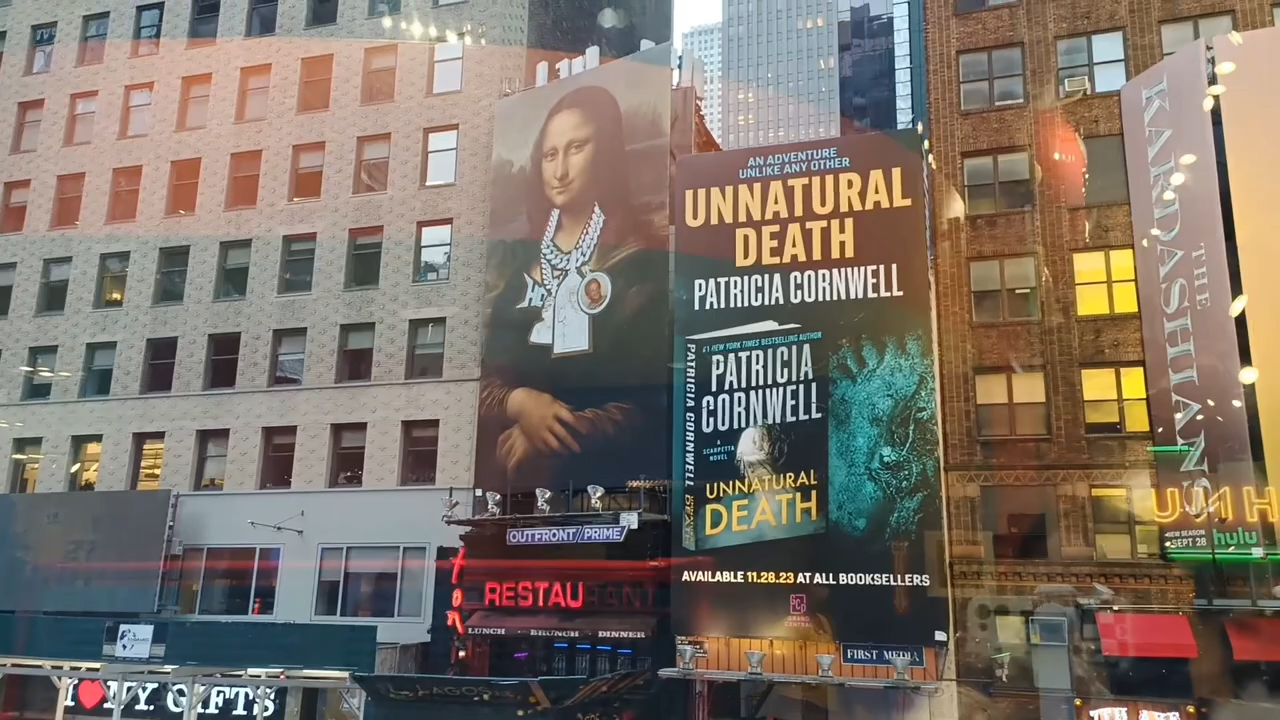 AN ADVENTURE
UNLIKE ANY OTHER
UNNATURAL
DEATH
PATRICIA CORNWELL
#1 NEW YORK TIMES BESTSELLING AUTHOR
PATRICIA
CORNWELL
A
SCARPETTA
NOVEL
UNNATURAL
DEATH
PATRICIA CORNWELL
AVAILABLE 11.28.23 AT ALL BOOKSELLERS
GCP
GRAND
CENTRAL
FIRST MEDIA
OUTFRONT/PRIME
RESTAURANT
LUNCH BRUNCH DINNER
I ♥ N.Y. GIFTS
THE
KARDASHIANS
NEW SEASON
SEPT 28
hulu